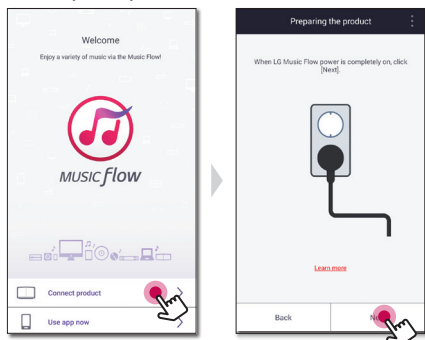 Welcome
Enjoy a variety of music via the Music Flow!
MUSIC flow
Connect product
Use app now
Preparing the product
When LG Music Flow power is completely on, click
[Next].
Learn more
Back